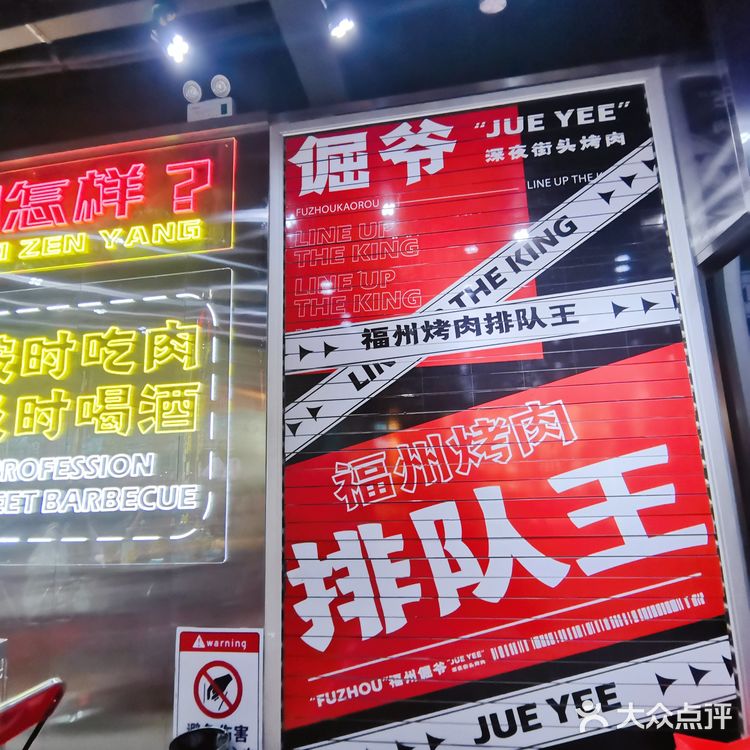 怎样？
ZEN YANG
时吃肉
时喝酒
PROFESSION
EET BARBECUE
warning
倔爷
"JUE YEE"
深夜街头烤肉
FUZHOUKAOROU
LINE UP THE
LINE UP
THE KING
LINE UP
THE KING
THE KING
福州烤肉排队王
福州烤肉
排队王
"FUZHOU"福州倔爷"JUE YEE"
JUE YEE
大众点评